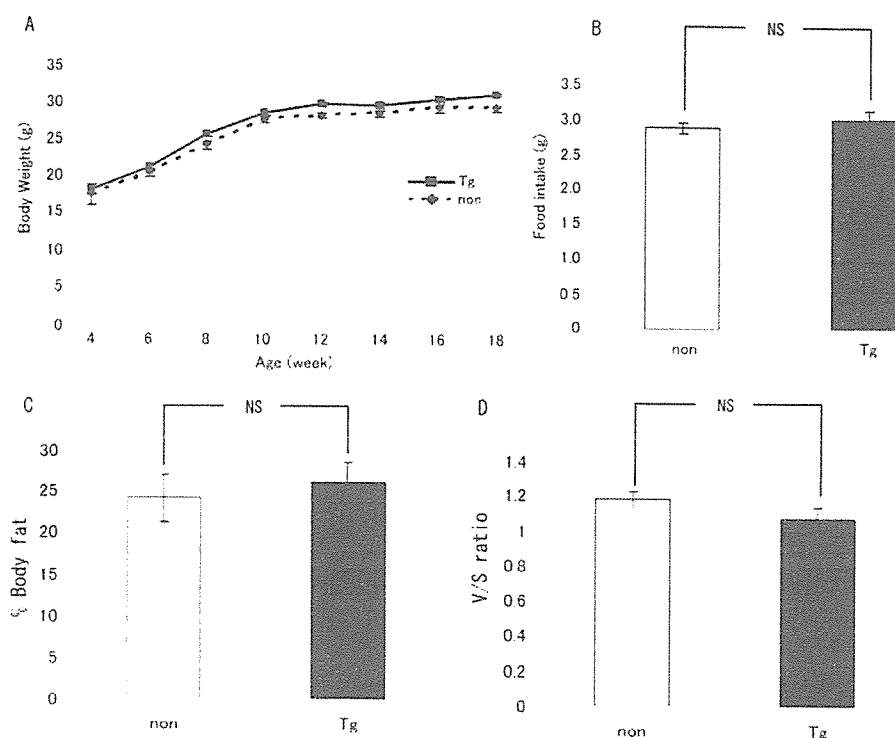 A
Body Weight (g)
35
30
25
20
15
10
5
0
4 6 8 10 12 14 16 18
Age (week)
Tg
non
B
NS
Food intake (g)
3.5
3.0
2.5
2.0
1.5
1.0
0 5
0
non Tg
C
NS
% Body fat
30
25
20
15
10
5
0
non Tg
D
NS
V/S ratio
1.4
1.2
1
0.8
0.6
0.4
0.2
0
non Tg